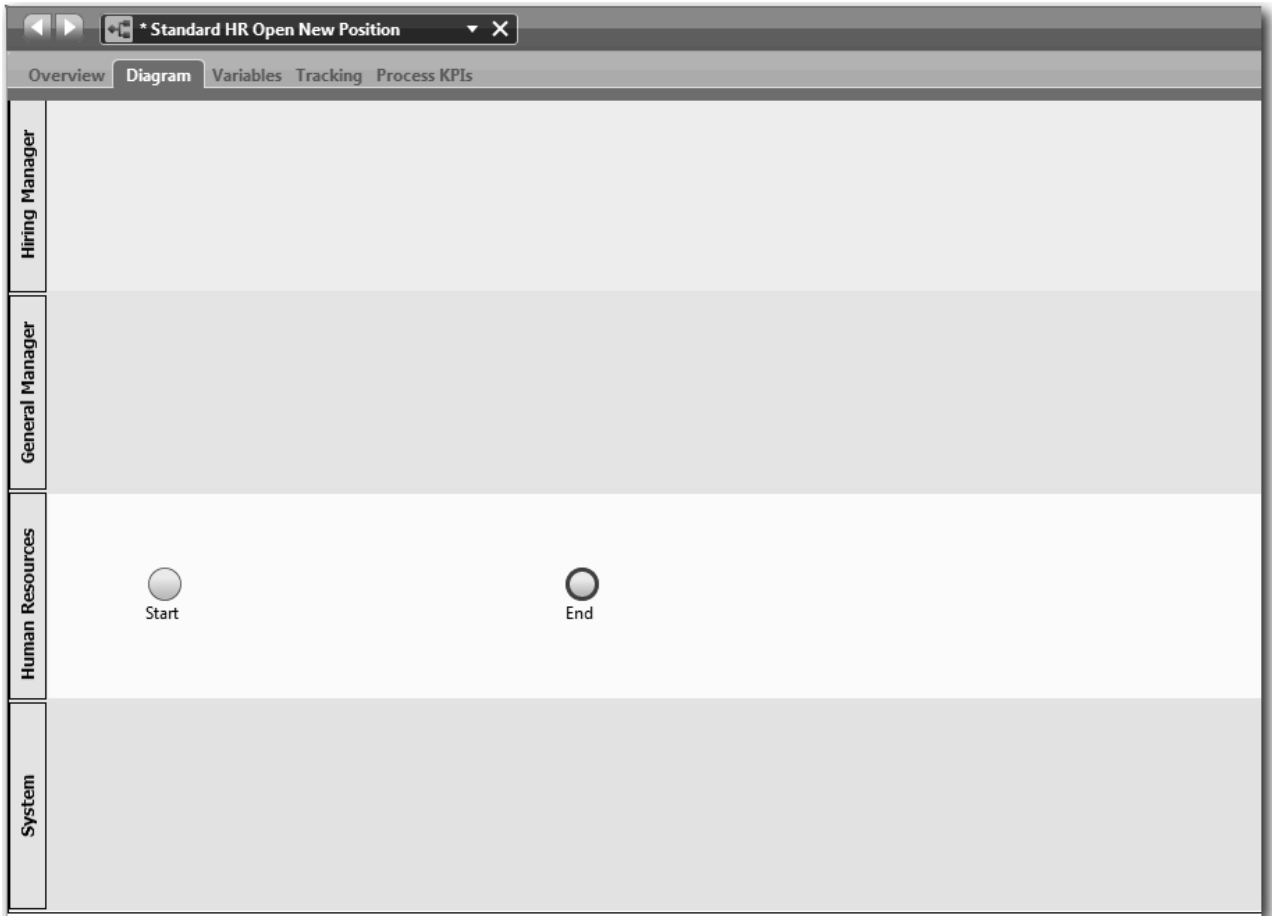 * Standard HR Open New Position
Overview Diagram Variables Tracking Process KPIs
Hiring Manager
General Manager
Human Resources
Start End
System